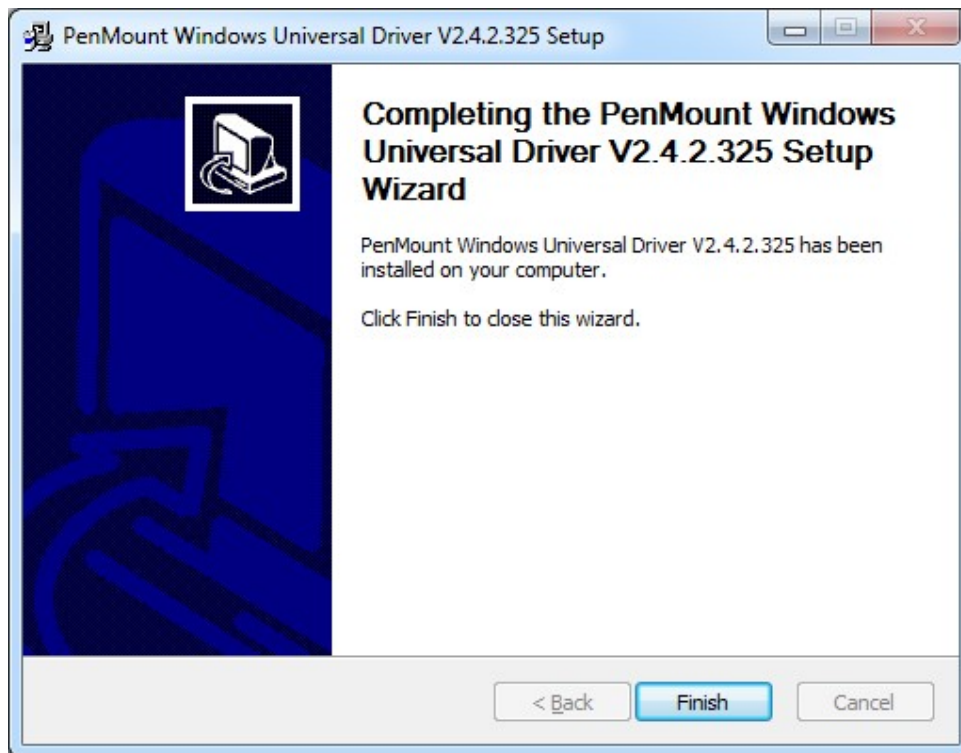 PenMount Windows Universal Driver V2.4.2.325 Setup
Completing the PenMount Windows
Universal Driver V2.4.2.325 Setup
Wizard
PenMount Windows Universal Driver V2.4.2.325 has been
installed on your computer.
Click Finish to close this wizard.
< Back
Finish
Cancel